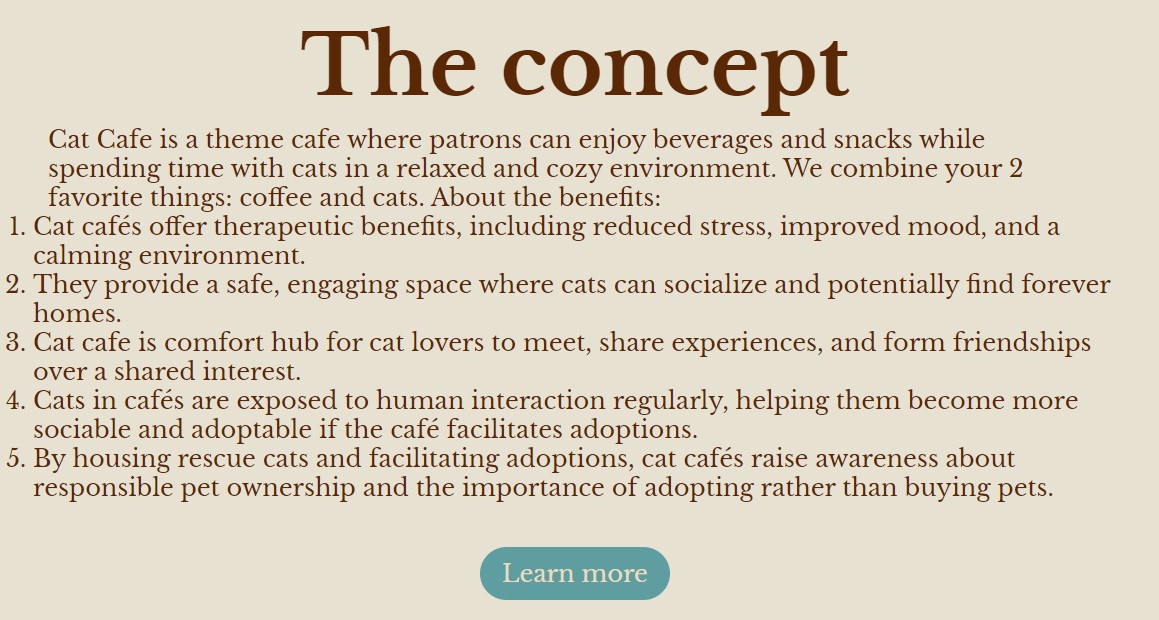 The concept
Cat Cafe is a theme cafe where patrons can enjoy beverages and snacks while
spending time with cats in a relaxed and cozy environment. We combine your 2
favorite things: coffee and cats. About the benefits:
1. Cat cafés offer therapeutic benefits, including reduced stress, improved mood, and a
calming environment.
2. They provide a safe, engaging space where cats can socialize and potentially find forever
homes.
3. Cat cafe is comfort hub for cat lovers to meet, share experiences, and form friendships
over a shared interest.
4. Cats in cafés are exposed to human interaction regularly, helping them become more
sociable and adoptable if the café facilitates adoptions.
5. By housing rescue cats and facilitating adoptions, cat cafés raise awareness about
responsible pet ownership and the importance of adopting rather than buying pets.
Learn more